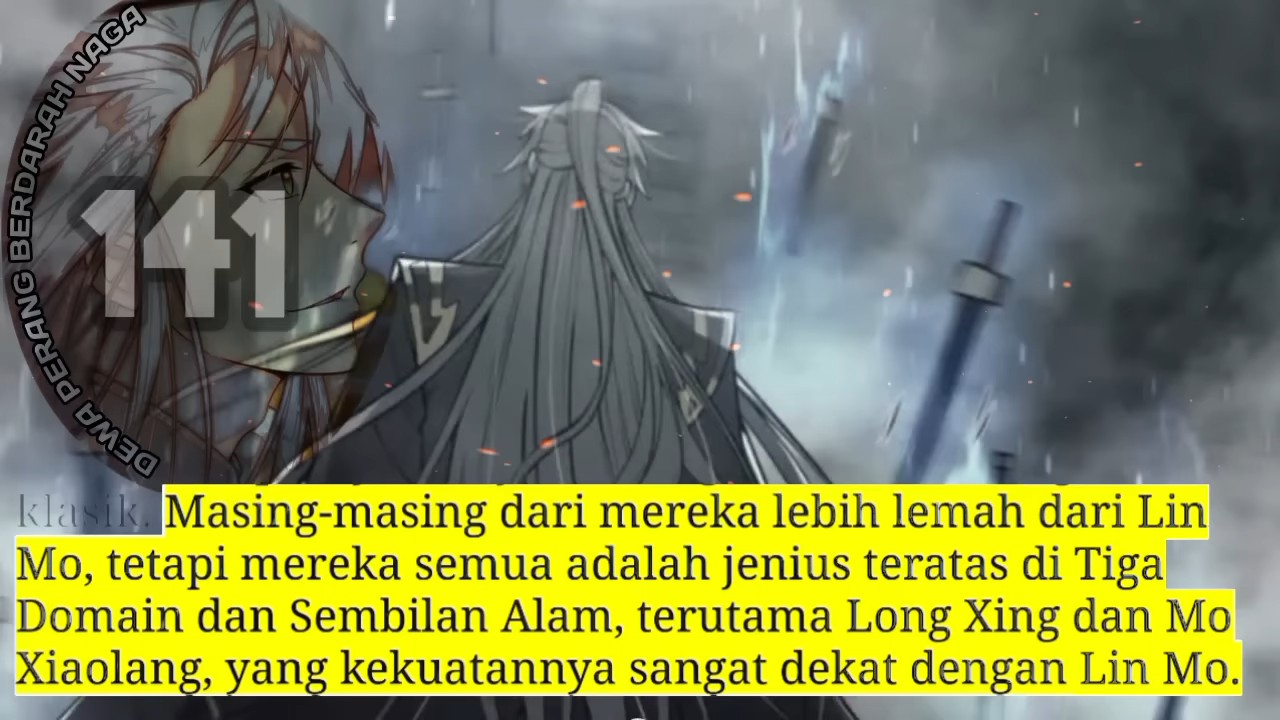 DEWA PERANG BERDARAH NAGA
141
klasik. Masing-masing dari mereka lebih lemah dari Lin
Mo, tetapi mereka semua adalah jenius teratas di Tiga
Domain dan Sembilan Alam, terutama Long Xing dan Mo
Xiaolang, yang kekuatannya sangat dekat dengan Lin Mo.